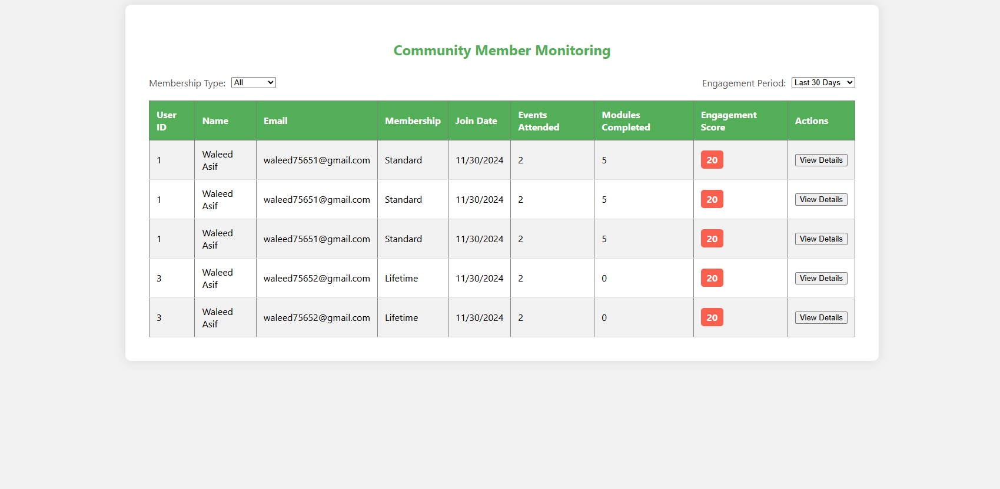 Community Member Monitoring
Membership Type: All Engagement Period: Last 30 Days
User ID Name Email Membership Join Date Events Attended Modules Completed Engagement Score Actions
1 Waleed Asif waleed75651@gmail.com Standard 11/30/2024 2 5 20 View Details
1 Waleed Asif waleed75651@gmail.com Standard 11/30/2024 2 5 20 View Details
1 Waleed Asif waleed75651@gmail.com Standard 11/30/2024 2 5 20 View Details
3 Waleed Asif waleed75652@gmail.com Lifetime 11/30/2024 2 0 20 View Details
3 Waleed Asif waleed75652@gmail.com Lifetime 11/30/2024 2 0 20 View Details